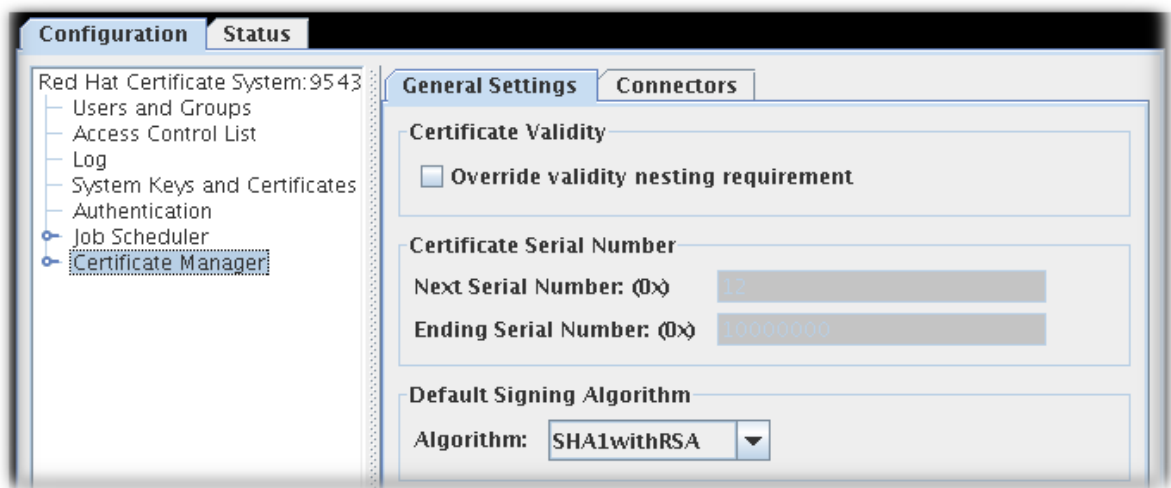 Configuration Status
Red Hat Certificate System:9543
Users and Groups
Access Control List
Log
System Keys and Certificates
Authentication
Job Scheduler
Certificate Manager
General Settings Connectors
Certificate Validity
Override validity nesting requirement
Certificate Serial Number
Next Serial Number: (0x) 12
Ending Serial Number: (0x) 10000000
Default Signing Algorithm
Algorithm: SHA1withRSA